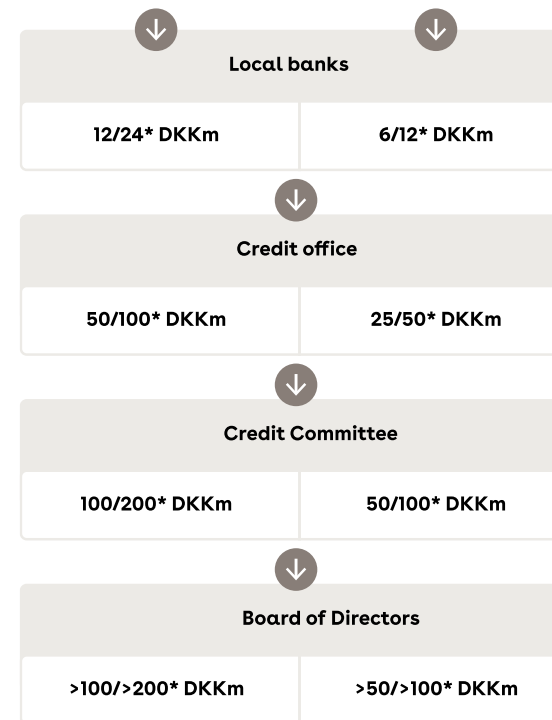 Local banks
12/24* DKKm 6/12* DKKm
Credit office
50/100* DKKm 25/50* DKKm
Credit Committee
100/200* DKKm 50/100* DKKm
Board of Directors
>100/>200* DKKm >50/>100* DKKm